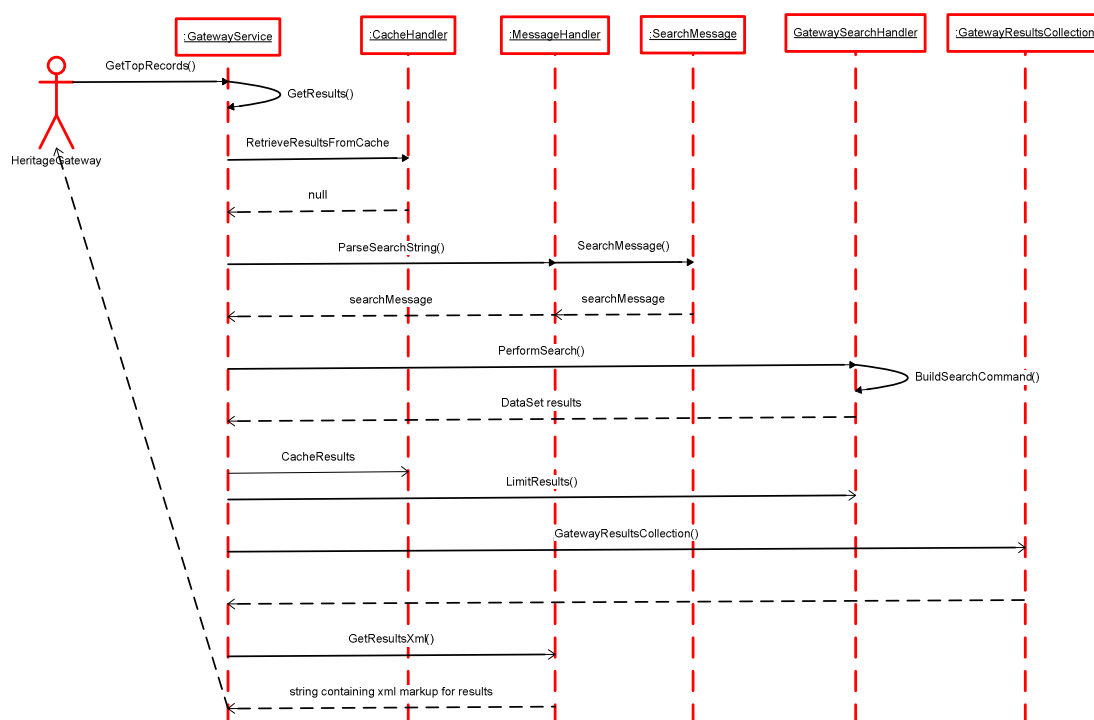 :GatewayService
:CacheHandler
:MessageHandler
:SearchMessage
GatewaySearchHandler
:GatewayResultsCollection
GetTopRecords()
GetResults()
HeritageGateway
RetrieveResultsFromCache
null
ParseSearchString()
SearchMessage()
searchMessage
searchMessage
PerformSearch()
BuildSearchCommand()
DataSet results
CacheResults
LimitResults()
GatewayResultsCollection()
GetResultsXml()
string containing xml markup for results